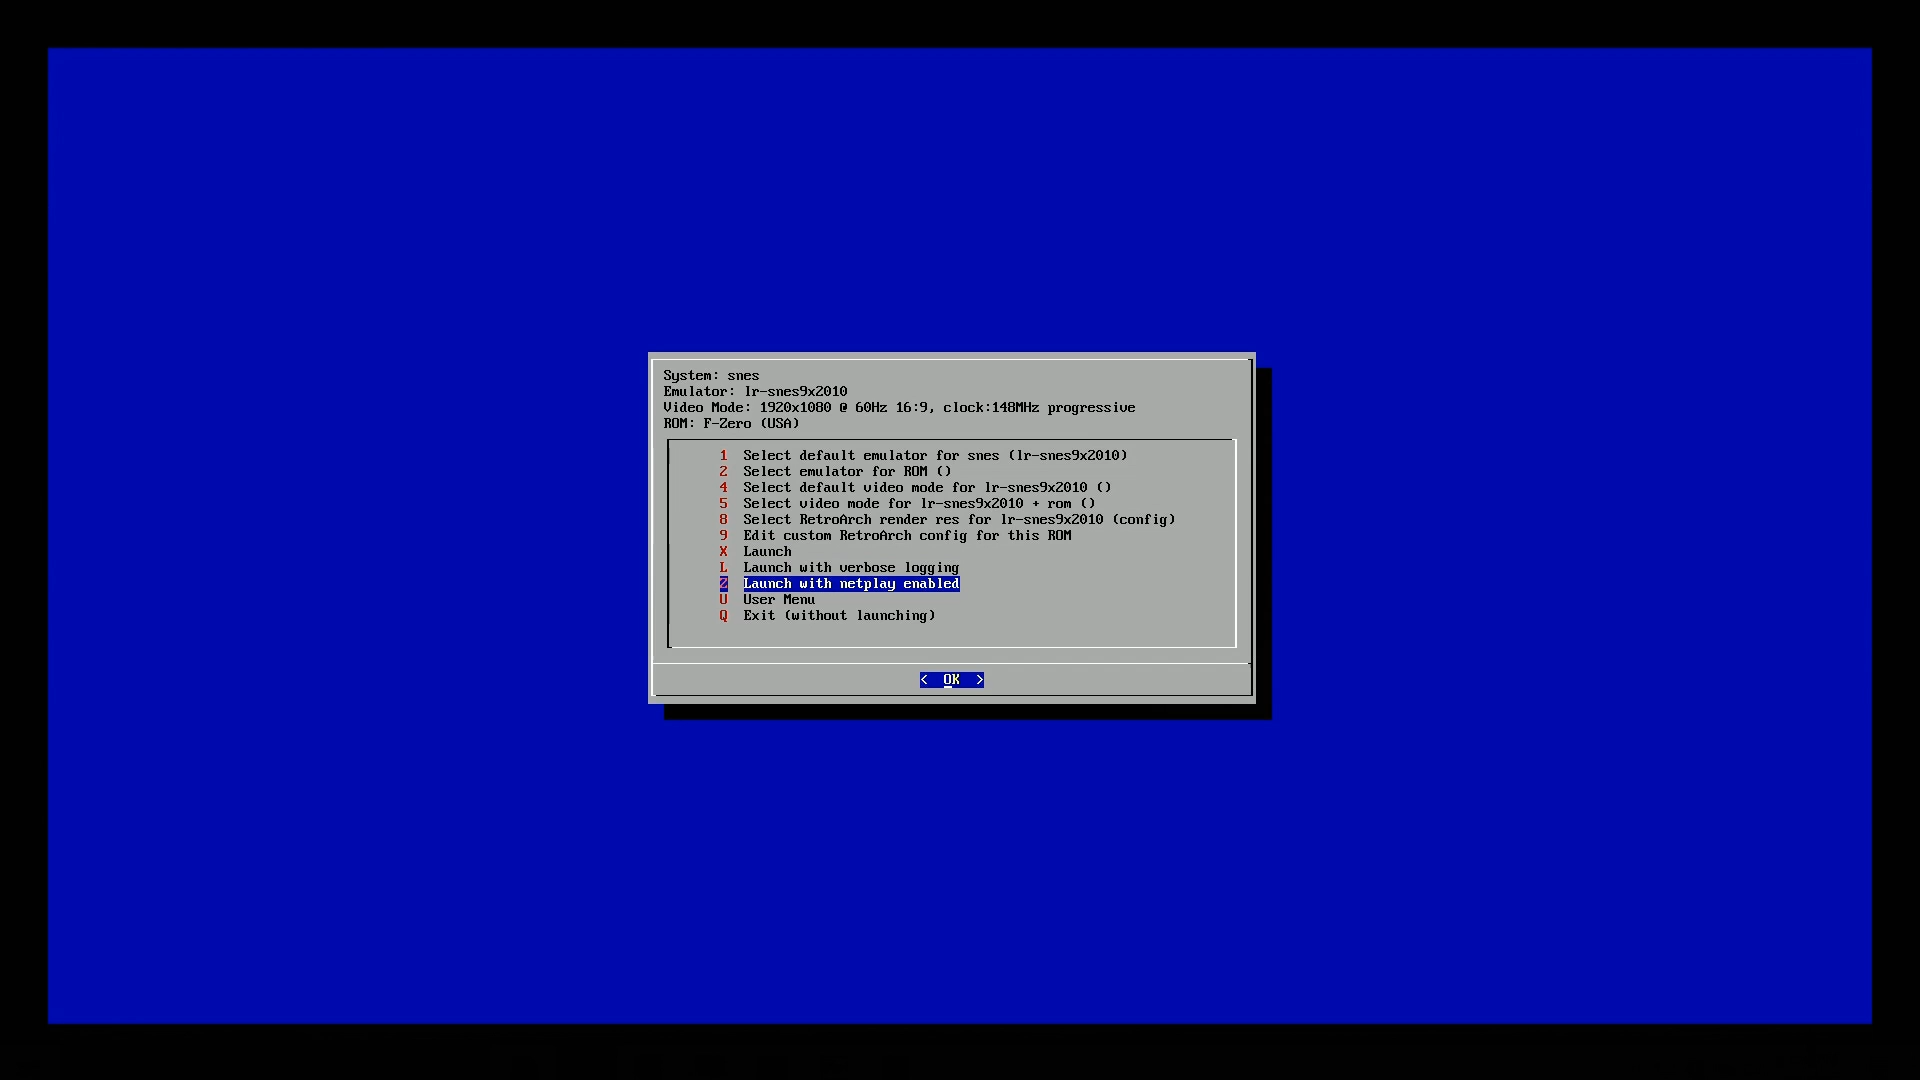 System: snes
Emulator: lr-snes9x2010
Video Mode: 1920x1080 @ 60Hz 16:9, clock:148MHz progressive
ROM: F-Zero (USA)
1 Select default emulator for snes (lr-snes9x2010)
2 Select emulator for ROM ()
4 Select default video mode for lr-snes9x2010 ()
5 Select video mode for lr-snes9x2010 + rom ()
8 Select RetroArch render res for lr-snes9x2010 (config)
9 Edit custom RetroArch config for this ROM
X Launch
L Launch with verbose logging
Z Launch with netplay enabled
U User Menu
Q Exit (without launching)
< OK >